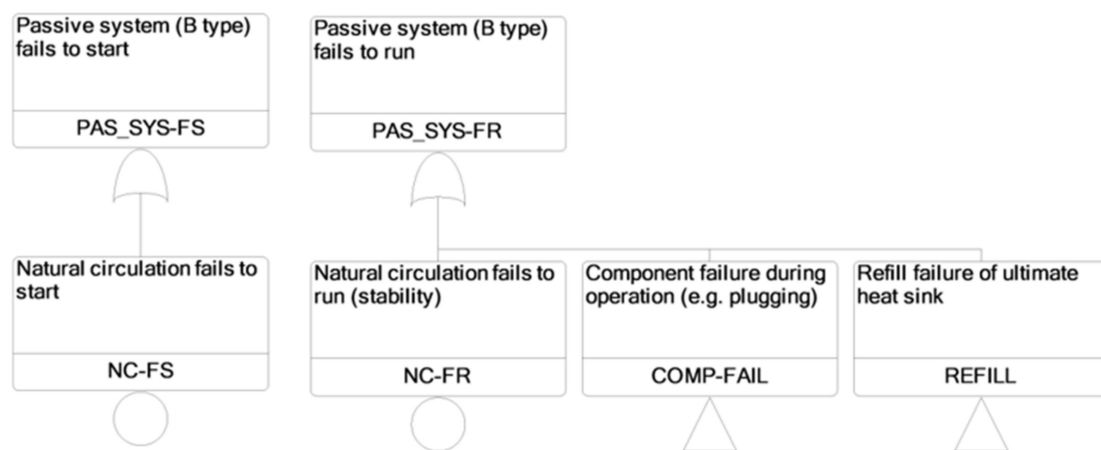 Passive system (B type)
fails to start
PAS_SYS-FS
Passive system (B type)
fails to run
PAS_SYS-FR
Natural circulation fails to
start
NC-FS
Natural circulation fails to
run (stability)
NC-FR
Component failure during
operation (e.g. plugging)
COMP-FAIL
Refill failure of ultimate
heat sink
REFILL